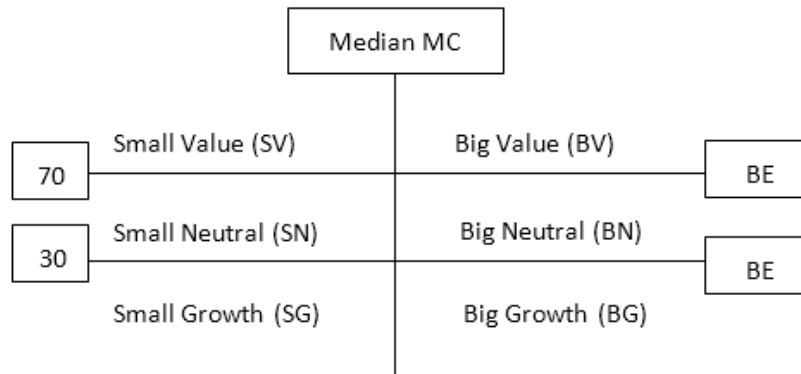 Median MC
Small Value (SV) Big Value (BV)
70 BE
Small Neutral (SN) Big Neutral (BN)
30 BE
Small Growth (SG) Big Growth (BG)